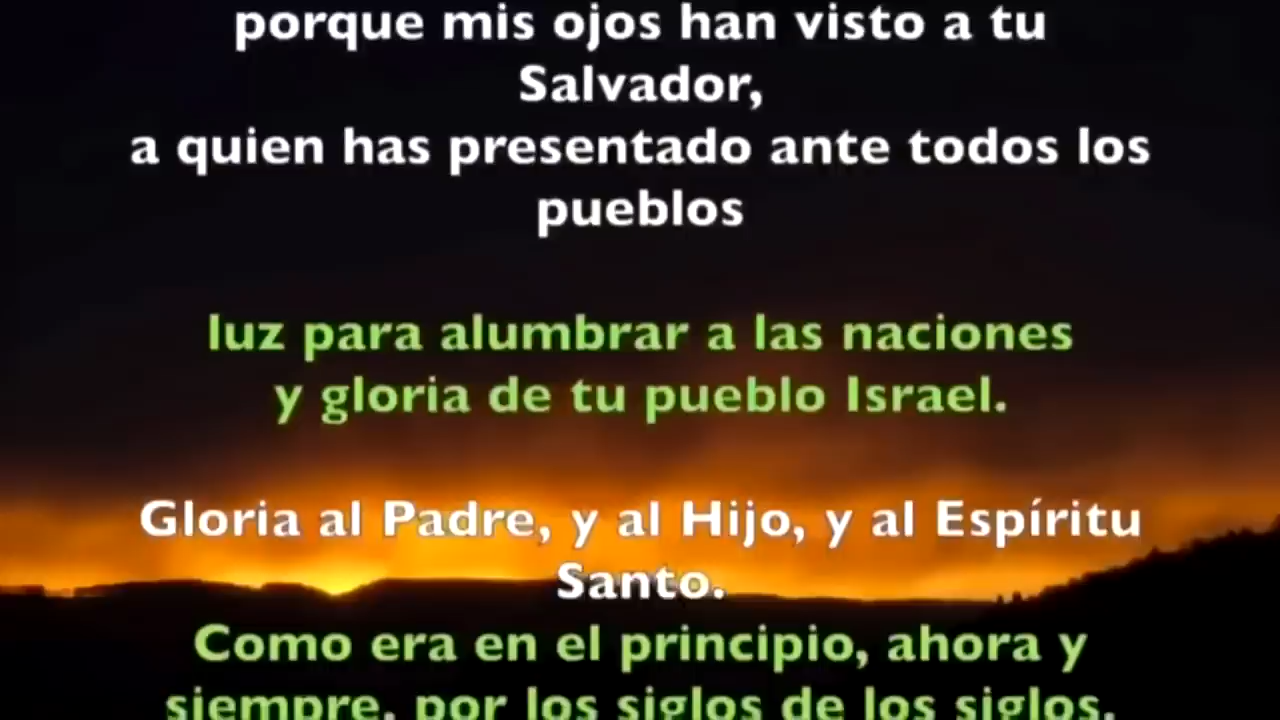 porque mis ojos han visto a tu
Salvador,
a quien has presentado ante todos los
pueblos
luz para alumbrar a las naciones
y gloria de tu pueblo Israel.
Gloria al Padre, y al Hijo, y al Espíritu
Santo.
Como era en el principio, ahora y
siempre, por los siglos de los siglos.